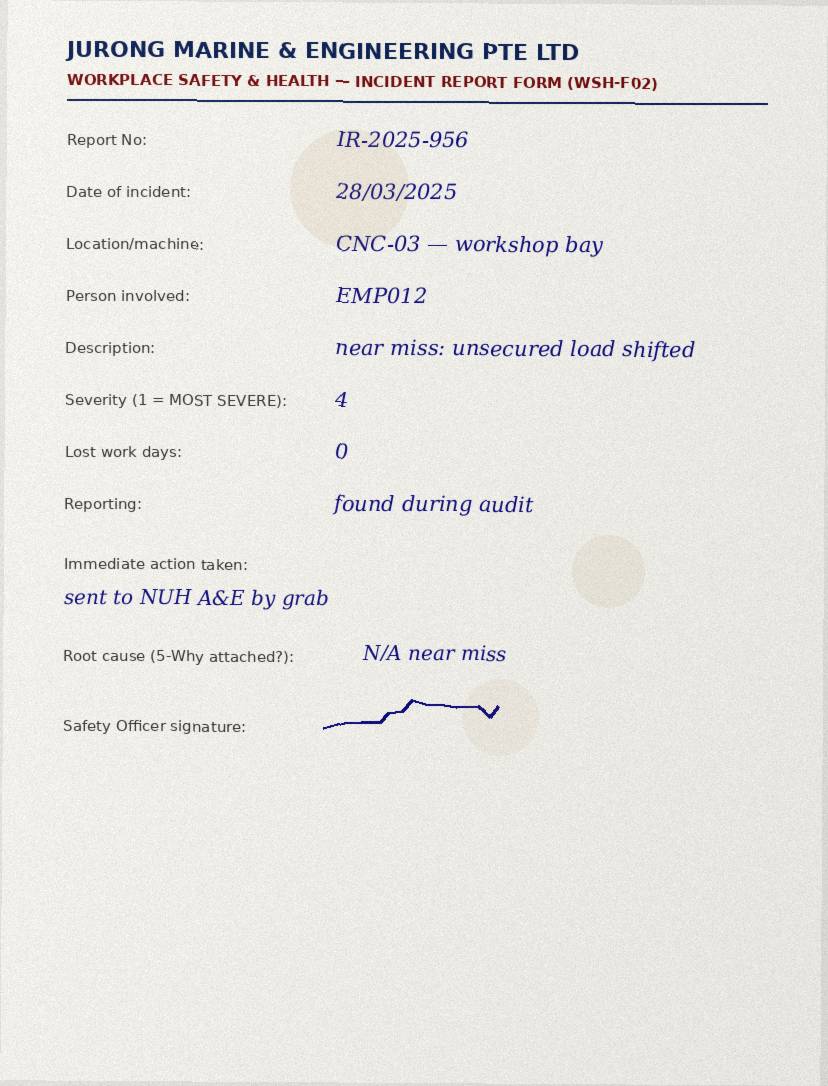 JURONG MARINE & ENGINEERING PTE LTD
WORKPLACE SAFETY & HEALTH — INCIDENT REPORT FORM (WSH-F02)
Report No: IR-2025-956
Date of incident: 28/03/2025
Location/machine: CNC-03 — workshop bay
Person involved: EMP012
Description: near miss: unsecured load shifted
Severity (1 = MOST SEVERE): 4
Lost work days: 0
Reporting: found during audit
Immediate action taken:
sent to NUH A&E by grab
Root cause (5-Why attached?): N/A near miss
Safety Officer signature: